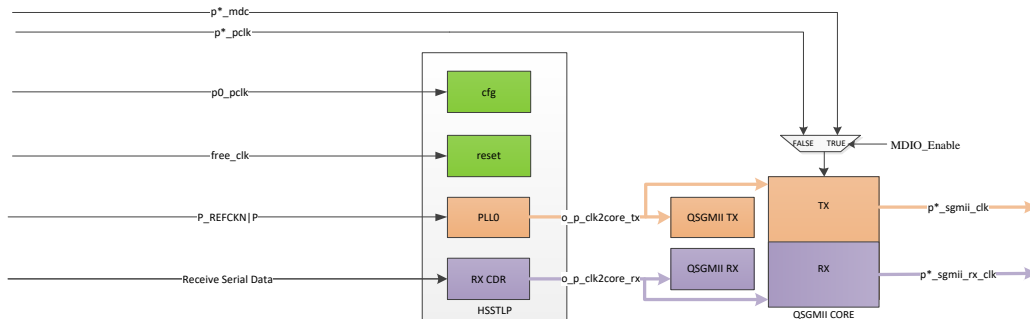 p*_mdc
p*_pclk
p0_pclk
cfg
FALSE TRUE
MDIO_Enable
free_clk
reset
P_REFCKN|P
PLL0
o_p_clk2core_tx
QSGMII TX
TX
p*_sgmii_clk
Receive Serial Data
RX CDR
o_p_clk2core_rx
QSGMII RX
RX
p*_sgmii_rx_clk
HSSTLP
QSGMII CORE